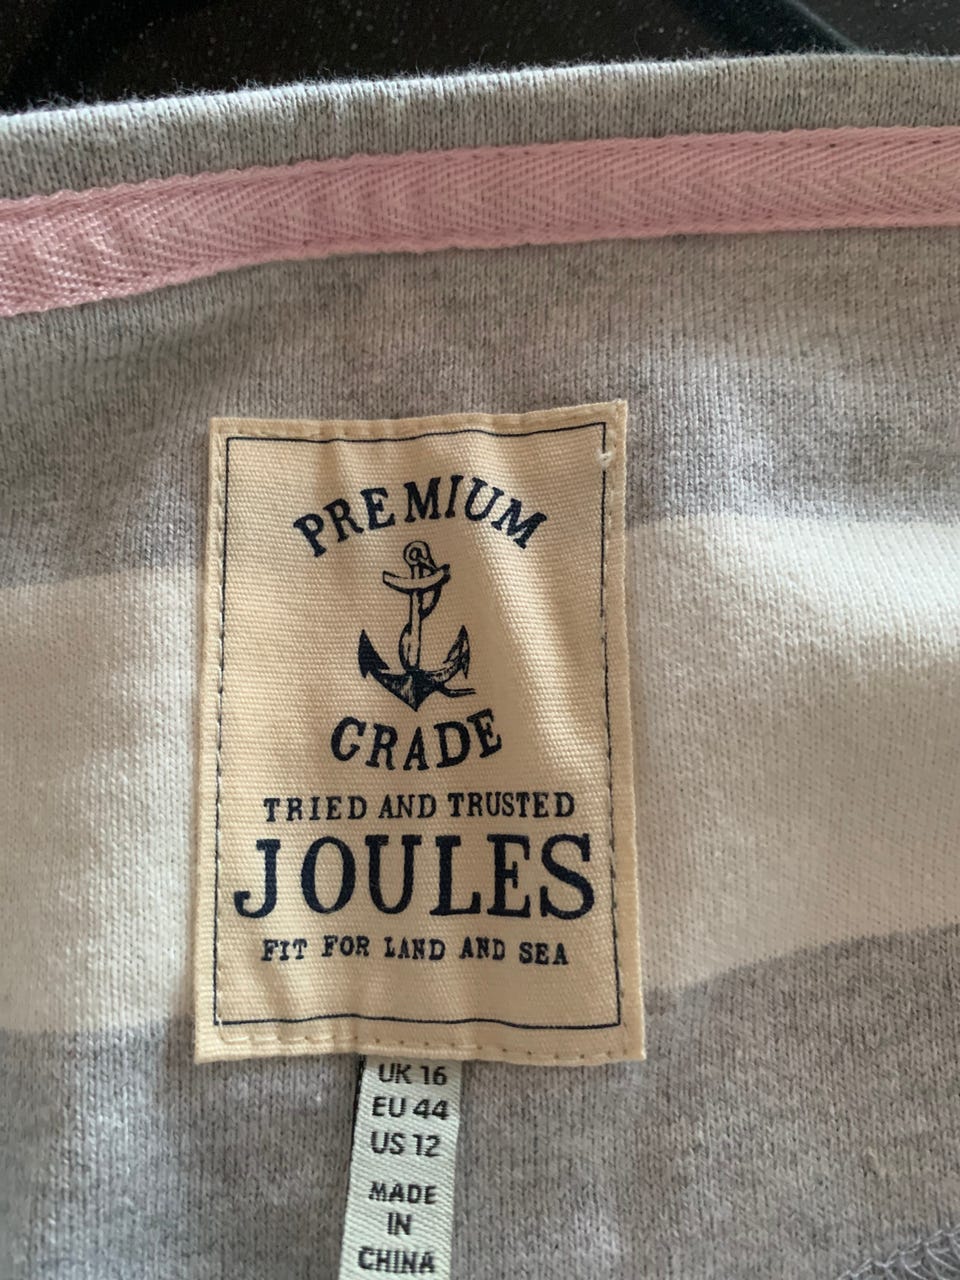 PREMIUM
GRADE
TRIED AND TRUSTED
JOULES
FIT FOR LAND AND SEA
UK 16
EU 44
US 12
MADE
IN
CHINA